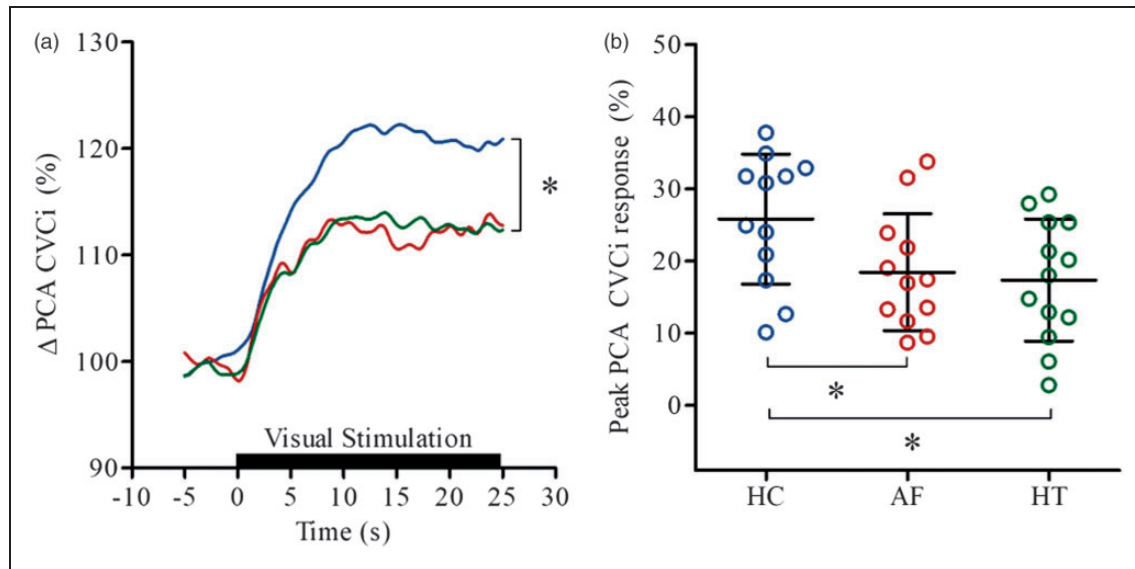 (a)
130
120
110
100
90
Δ PCA CVCi (%)
*
Visual Stimulation
-10 -5 0 5 10 15 20 25 30
Time (s)
(b)
50
40
30
20
10
0
Peak PCA CVCi response (%)
*
*
HC AF HT